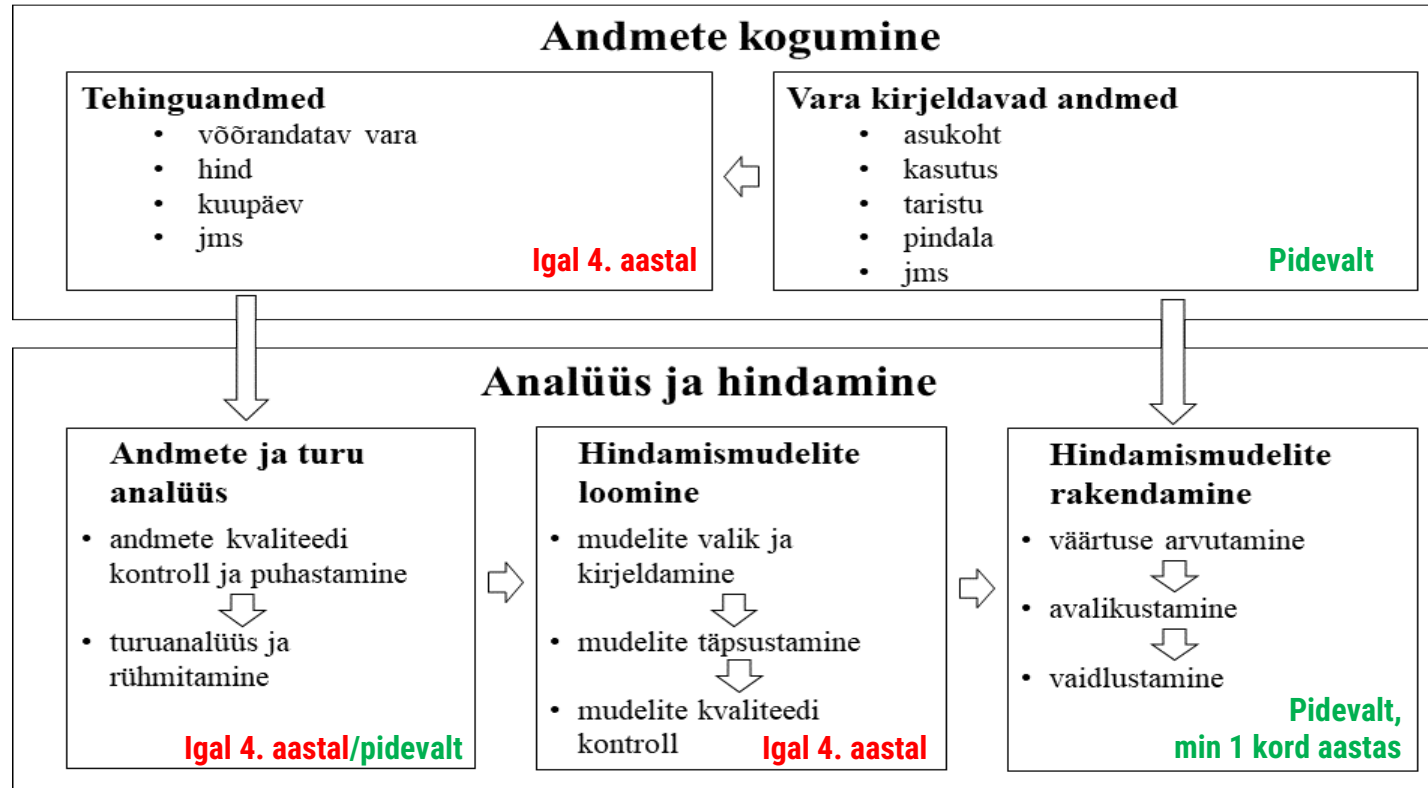 Andmete kogumine
Tehinguandmed
• võõrandatav vara
• hind
• kuupäev
• jms
Igal 4. aastal
Vara kirjeldavad andmed
• asukoht
• kasutus
• taristu
• pindala
• jms
Pidevalt
Analüüs ja hindamine
Andmete ja turu
analüüs
• andmete kvaliteedi
kontroll ja puhastamine
• turuanalüüs ja
rühmitamine
Igal 4. aastal/pidevalt
Hindamismudelite
loomine
• mudelite valik ja
kirjeldamine
• mudelite täpsustamine
• mudelite kvaliteedi
kontroll
Igal 4. aastal
Hindamismudelite
rakendamine
• väärtuse arvutamine
• avalikustamine
• vaidlustamine
Pidevalt,
min 1 kord aastas